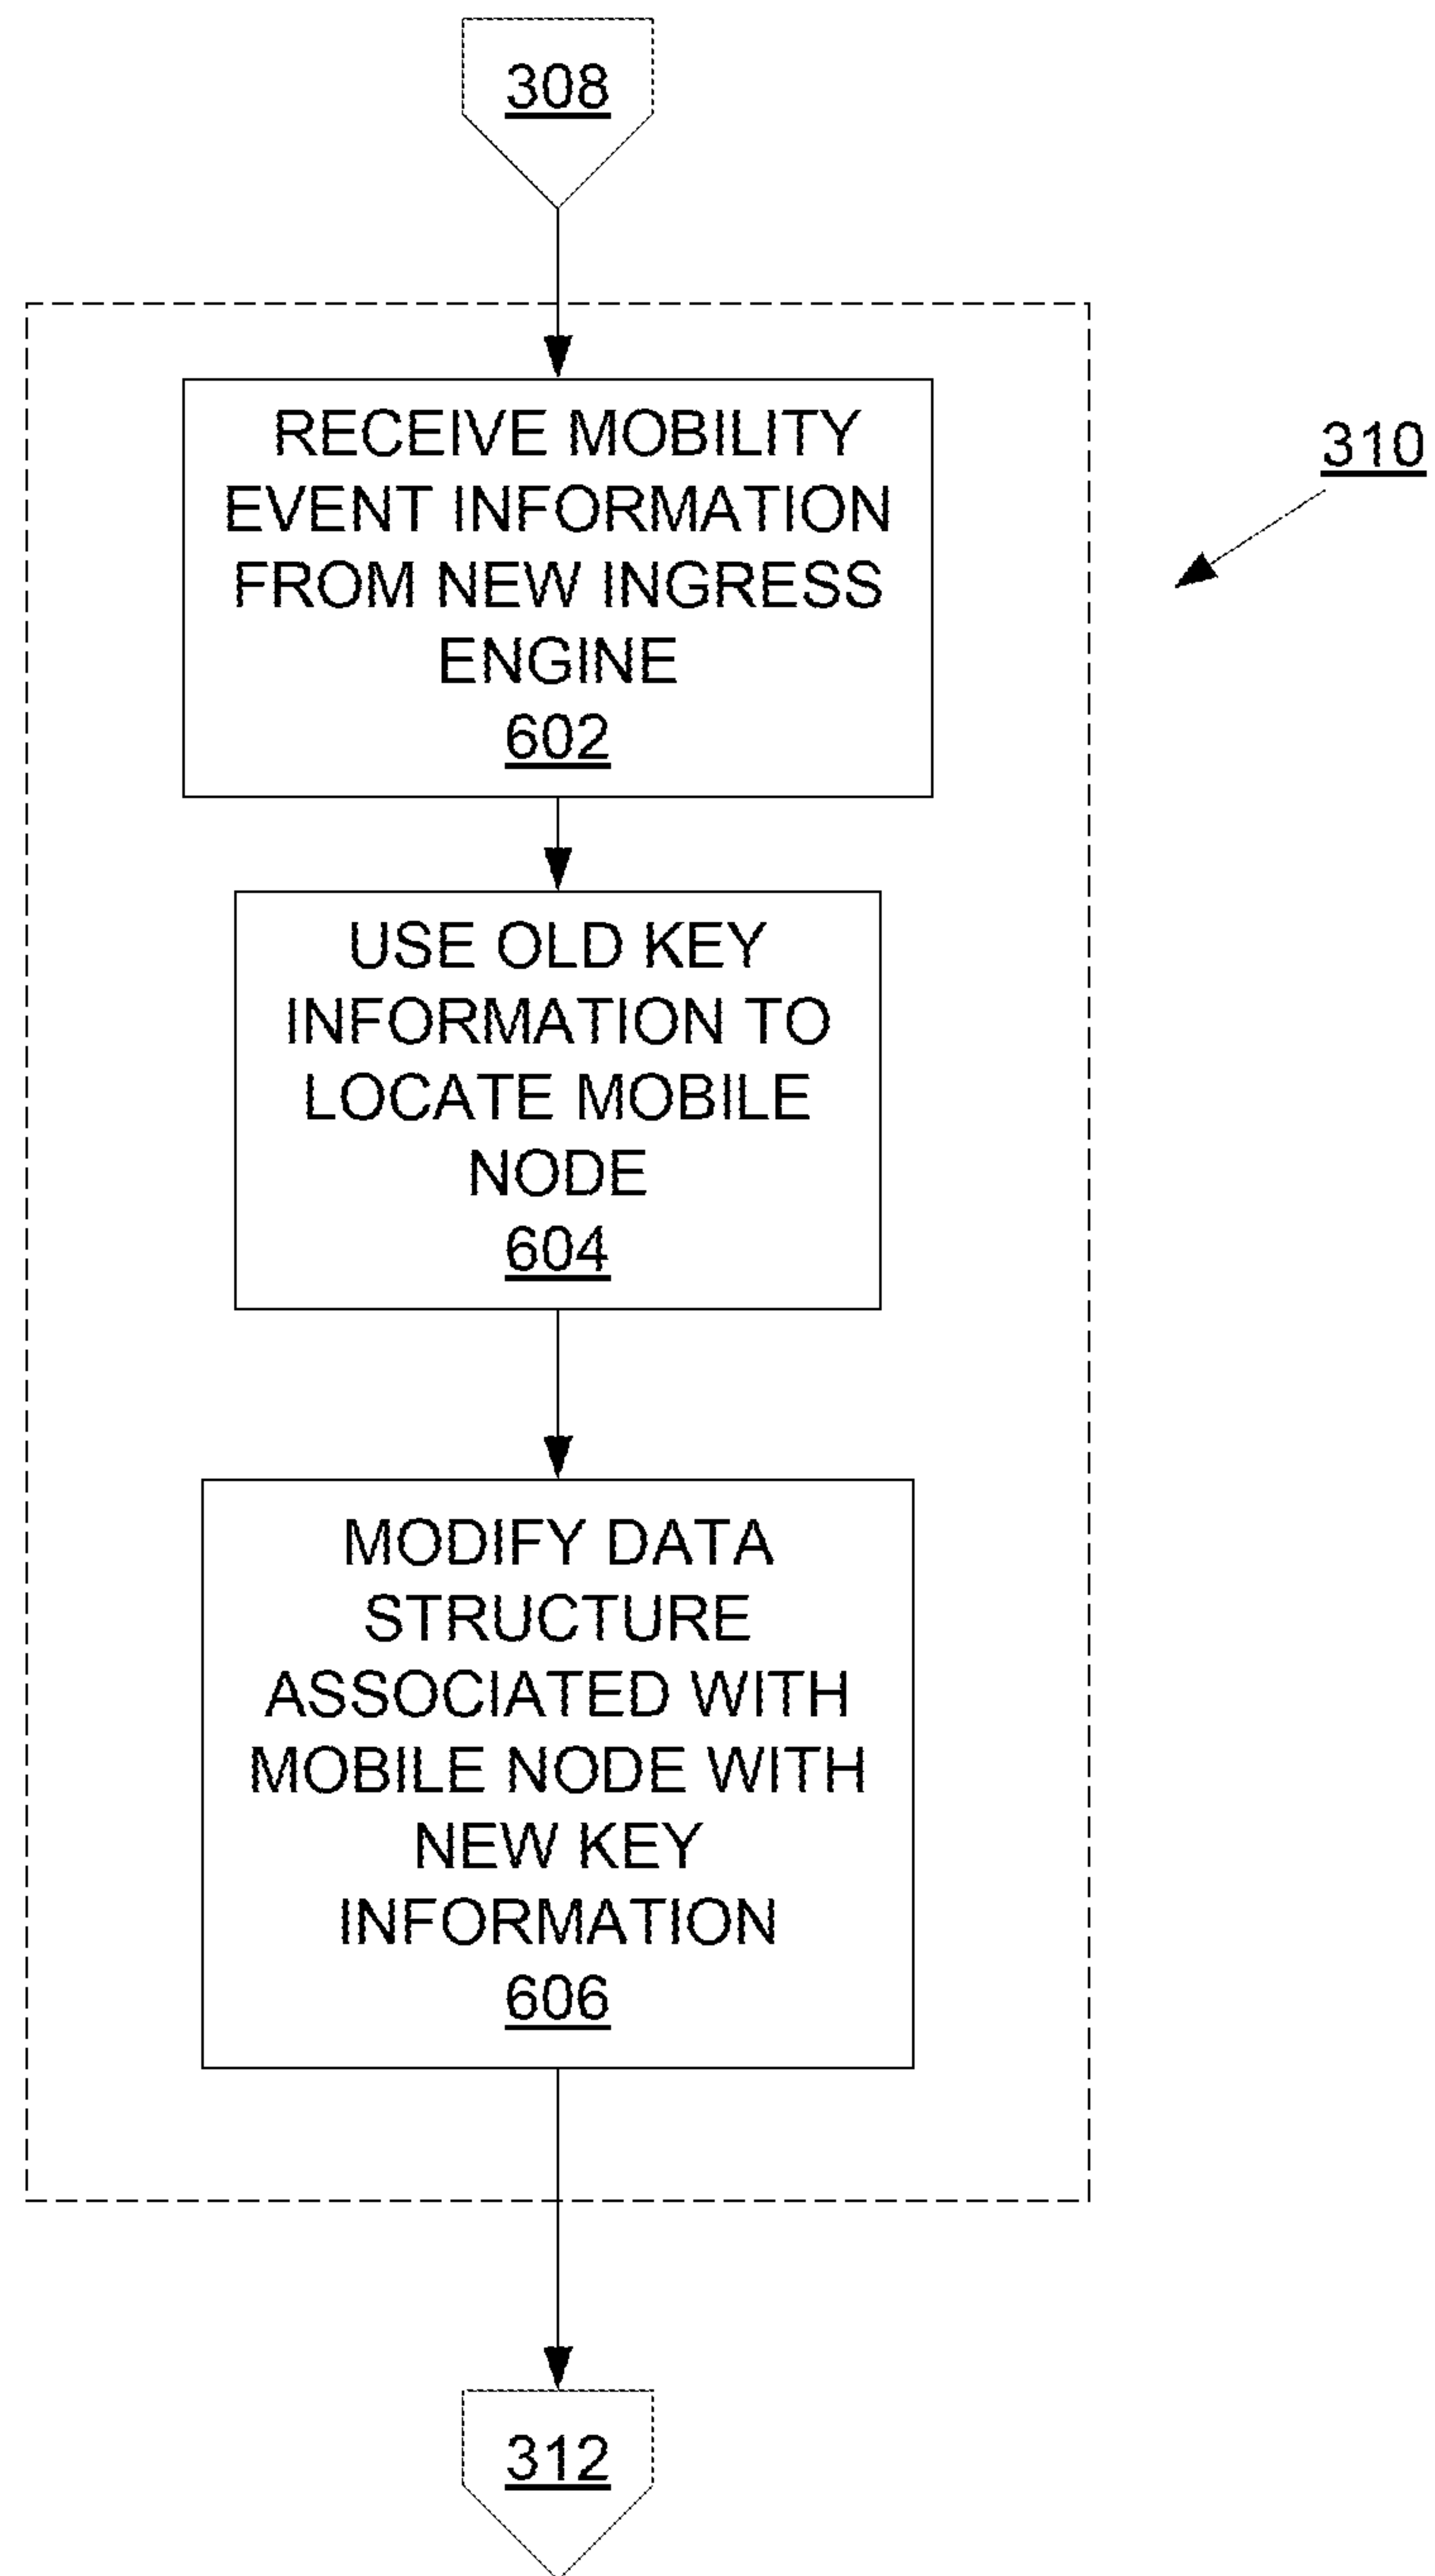 308
310
RECEIVE MOBILITY
EVENT INFORMATION
FROM NEW INGRESS
ENGINE
602
USE OLD KEY
INFORMATION TO
LOCATE MOBILE
NODE
604
MODIFY DATA
STRUCTURE
ASSOCIATED WITH
MOBILE NODE WITH
NEW KEY
INFORMATION
606
312